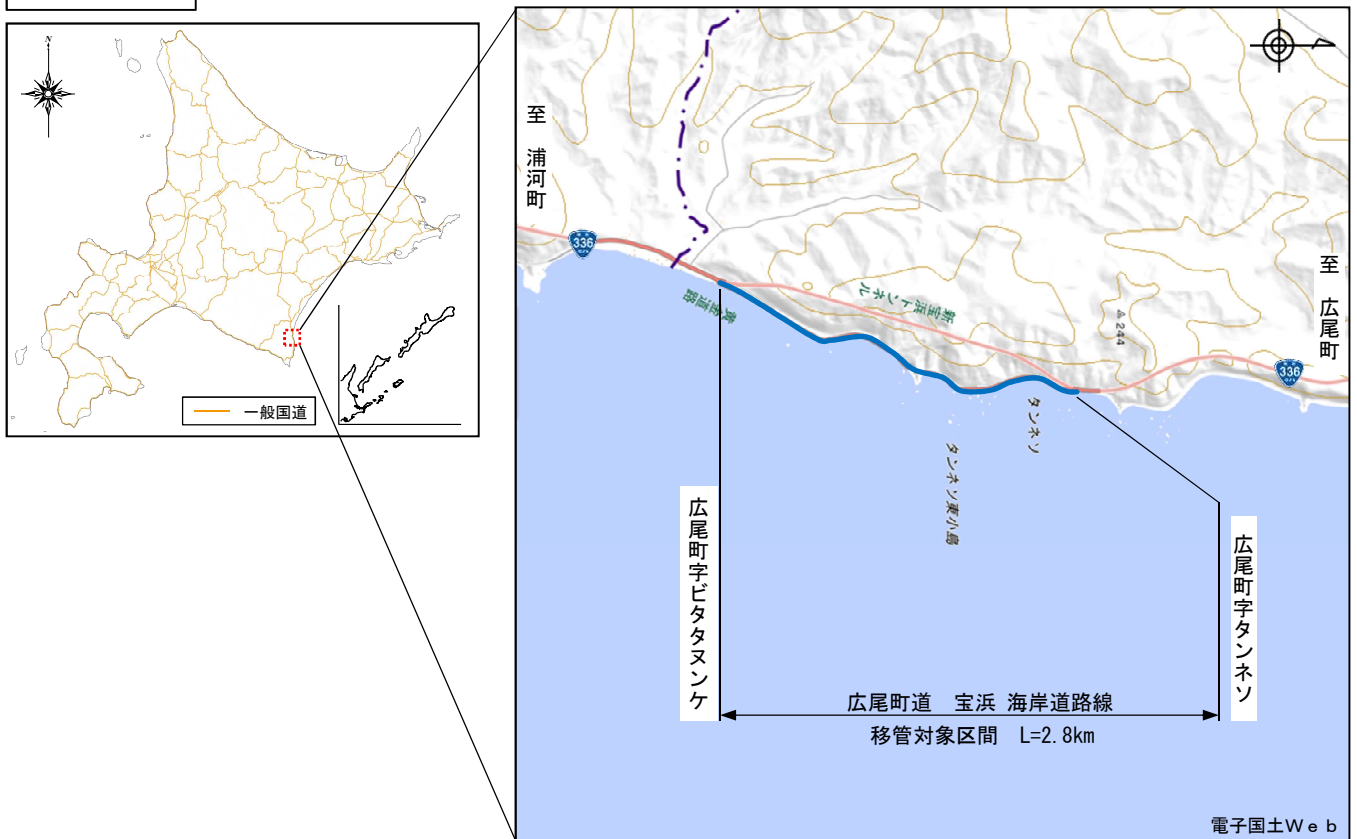 N
一般国道
至 浦河町
336
黄金道路
新宝浜トンネル
244
至 広尾町
336
タンネソ
タンネソ東小島
広尾町字ビタタヌンケ
広尾町字タンネソ
広尾町道 宝浜 海岸道路線
移管対象区間 L=2.8km
電子国土Web